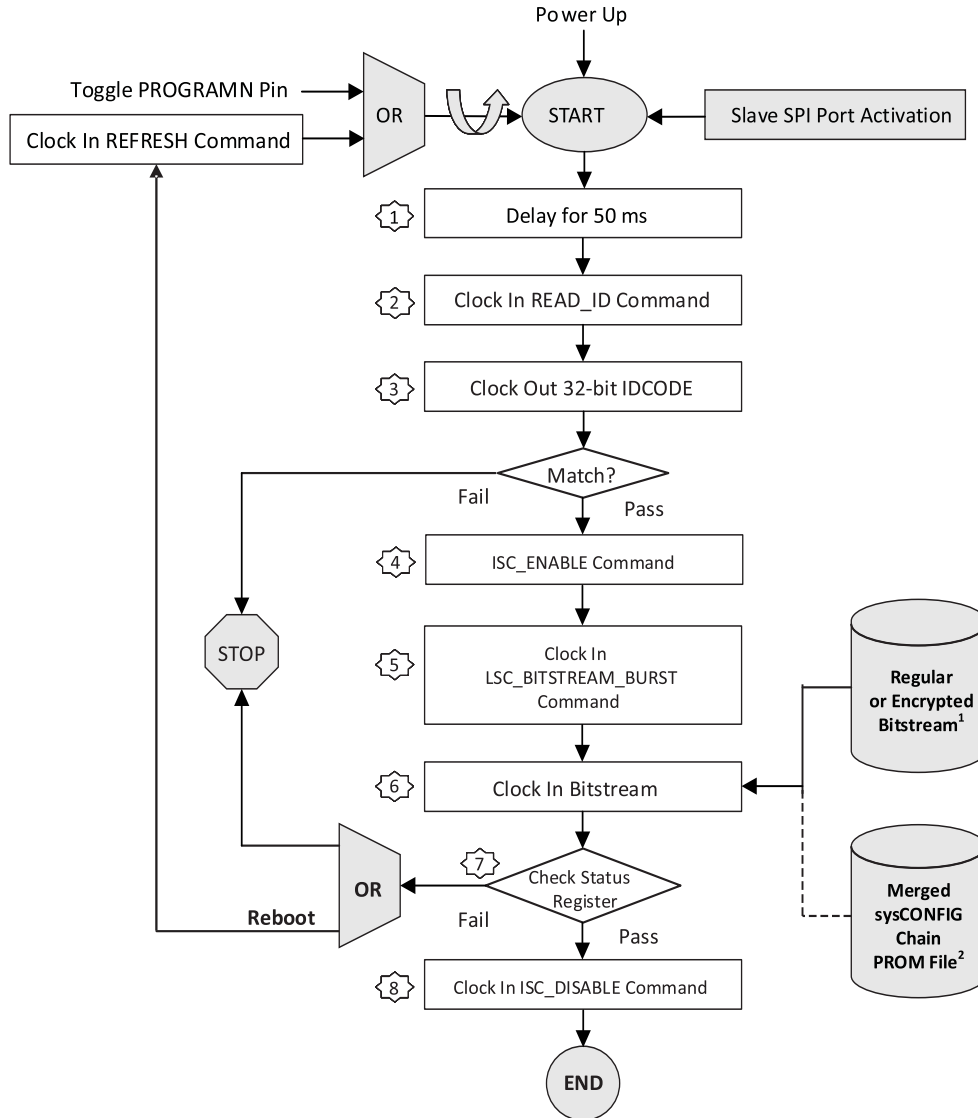 Power Up
Toggle PROGRAMN Pin
OR
START
Slave SPI Port Activation
Clock In REFRESH Command
1
Delay for 50 ms
2
Clock In READ_ID Command
3
Clock Out 32-bit IDCODE
Match?
Fail
Pass
4
ISC_ENABLE Command
STOP
5
Clock In
LSC_BITSTREAM_BURST
Command
Regular
or Encrypted
Bitstream1
6
Clock In Bitstream
7
Check Status
Register
OR
Reboot
Fail
Pass
Merged
sysCONFIG
Chain
PROM File2
8
Clock In ISC_DISABLE Command
END